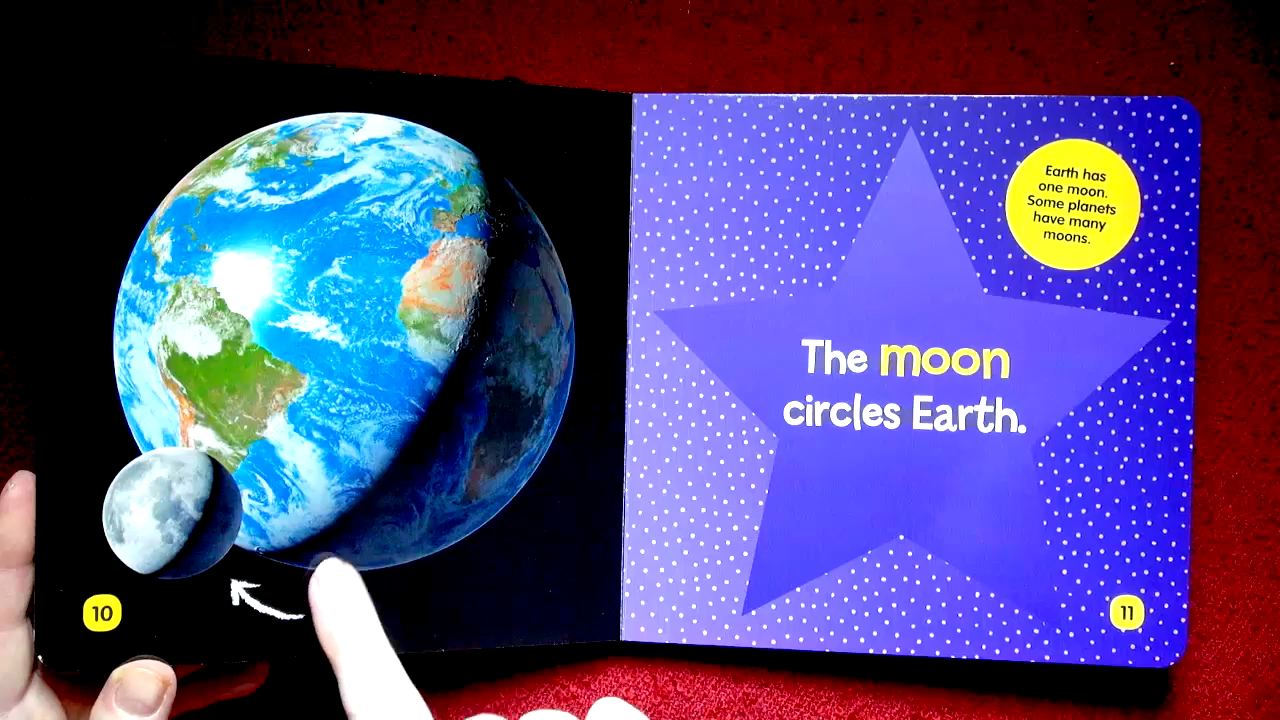 10
Earth has
one moon.
Some planets
have many
moons.
The moon
circles Earth.
11